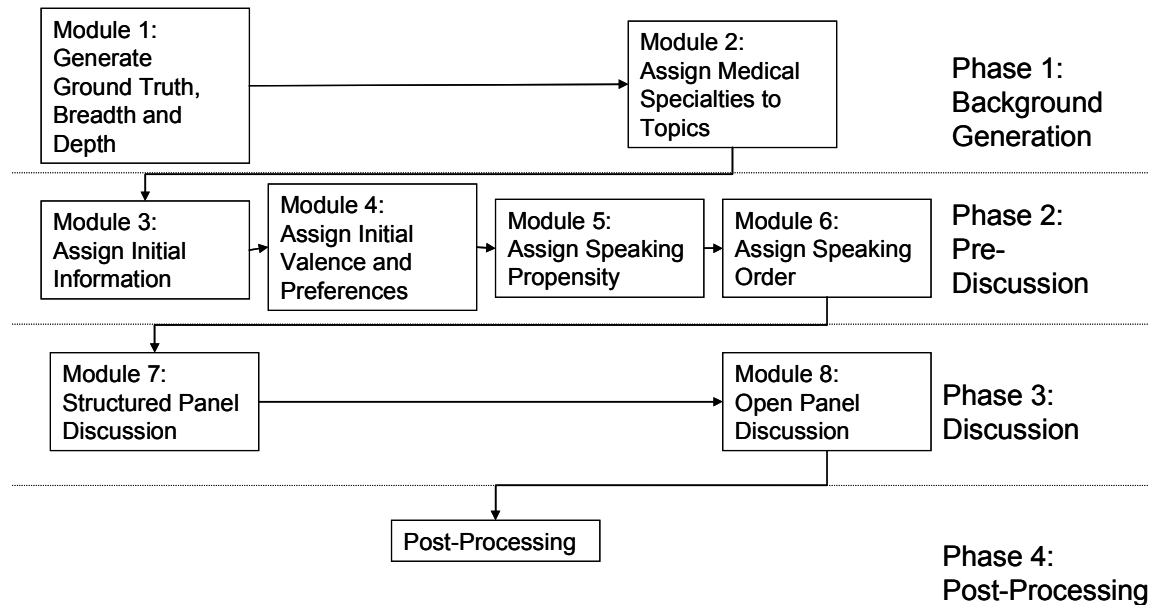 Module 1:
Generate
Ground Truth,
Breadth and
Depth
Module 2:
Assign Medical
Specialties to
Topics
Phase 1:
Background
Generation
Module 3:
Assign Initial
Information
Module 4:
Assign Initial
Valence and
Preferences
Module 5:
Assign Speaking
Propensity
Module 6:
Assign Speaking
Order
Phase 2:
Pre-
Discussion
Module 7:
Structured Panel
Discussion
Module 8:
Open Panel
Discussion
Phase 3:
Discussion
Post-Processing
Phase 4:
Post-Processing